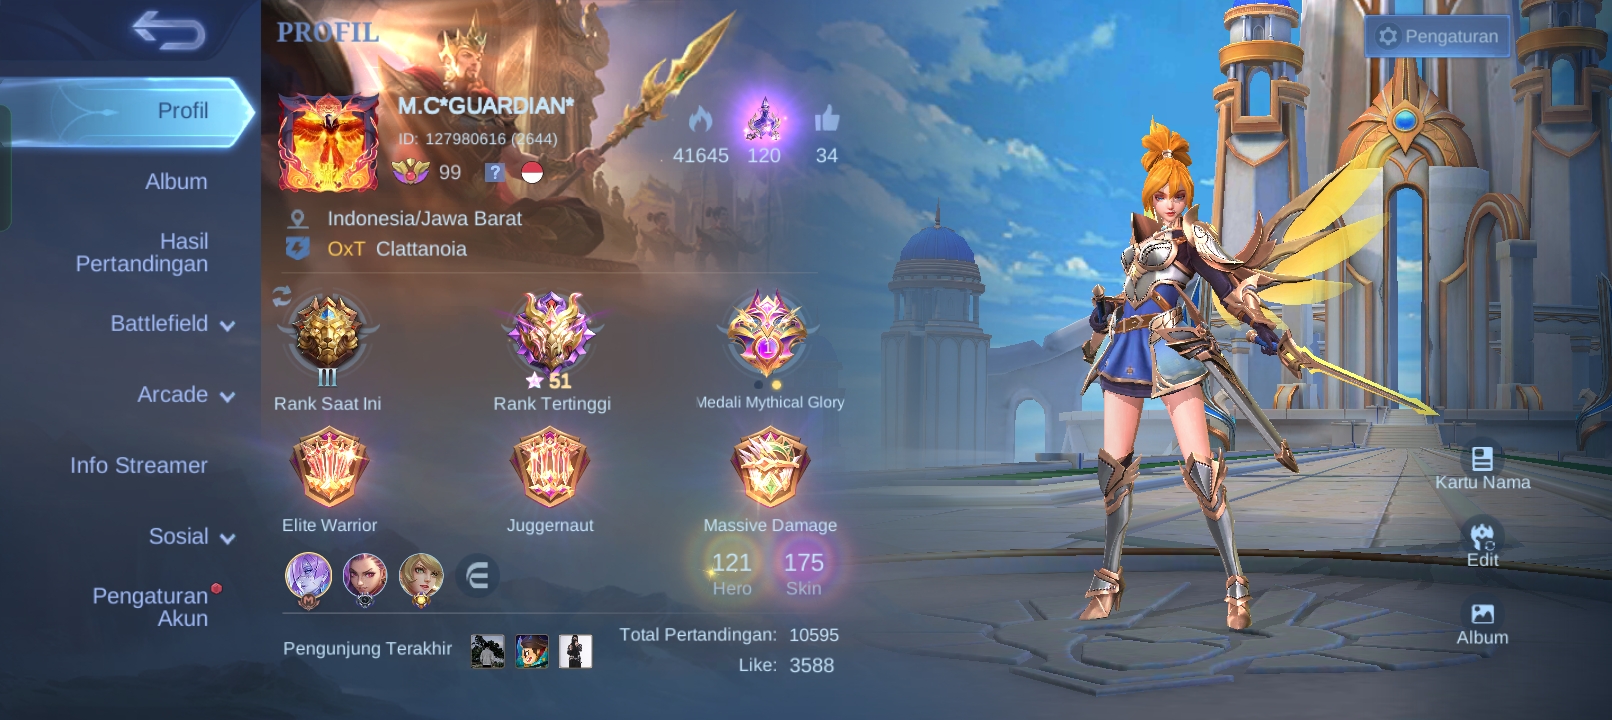 PROFIL
Pengaturan
Profil
M.C*GUARDIAN*
ID: 127980616 (2644)
99
?
41645
120
34
Album
Indonesia/Jawa Barat
OxT Clattanoia
Hasil
Pertandingan
Battlefield
Arcade
Info Streamer
Sosial
Pengaturan
Akun
III
Rank Saat Ini
51
Rank Tertinggi
1
Medali Mythical Glory
Elite Warrior
Juggernaut
Massive Damage
121
Hero
175
Skin
Pengunjung Terakhir
Total Pertandingan: 10595
Like: 3588
Kartu Nama
Edit
Album